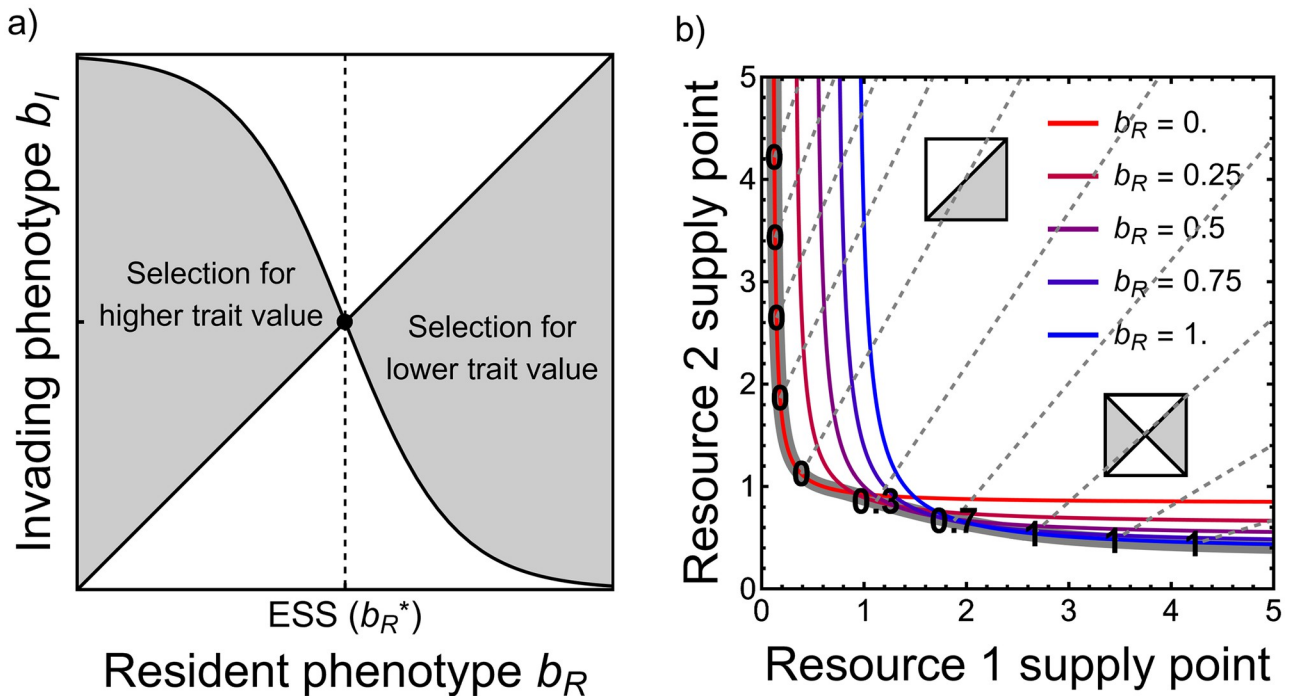 a)
Invading phenotype b_I
Selection for
higher trait value
Selection for
lower trait value
ESS (b_R*)
Resident phenotype b_R
b)
Resource 2 supply point
5
4
3
2
1
0
b_R = 0.
b_R = 0.25
b_R = 0.5
b_R = 0.75
b_R = 1.
0
0
0
0
0
0.3
0.7
1
1
1
0 1 2 3 4 5
Resource 1 supply point